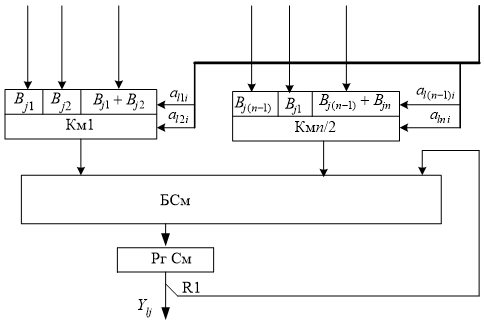 B_{j1} B_{j2} B_{j1} + B_{j2} a_{l1i} B_{j(n-1)} B_{j1} B_{j(n-1)} + B_{jn} a_{l(n-1)i}
Км1 a_{l2i} Кмn/2 a_{lni}
БСм
Рг См
R1
Y_{lj}